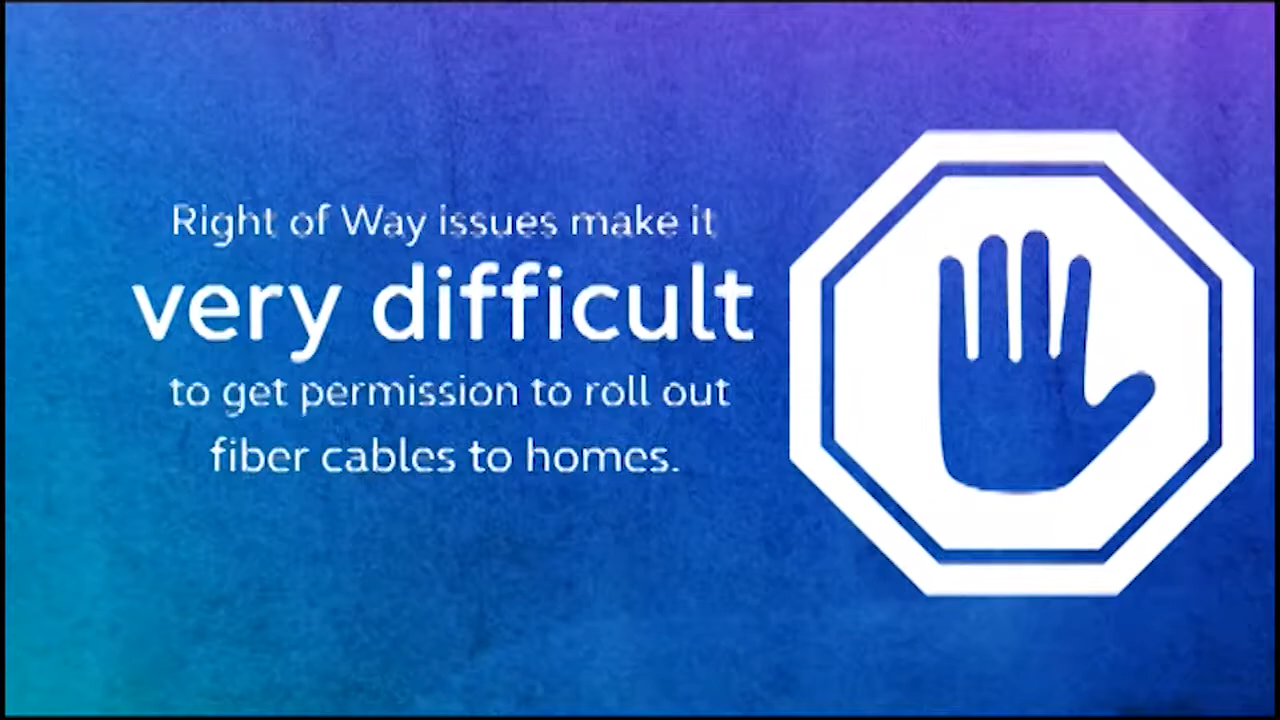 Right of Way issues make it
very difficult
to get permission to roll out
fiber cables to homes.